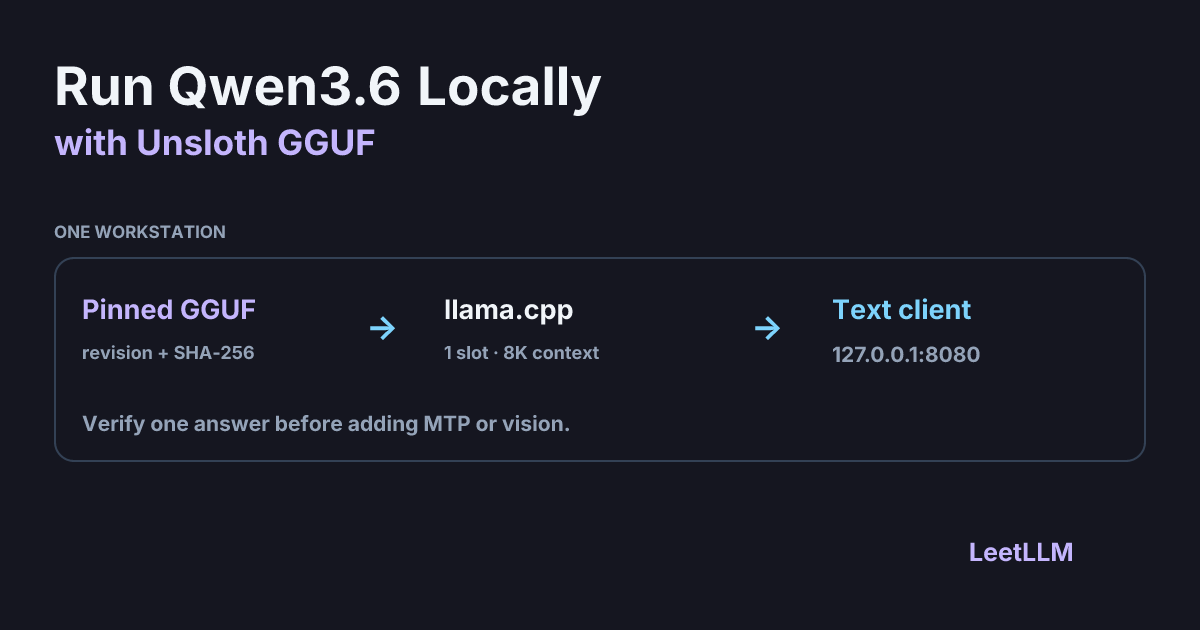 Run Qwen3.6 Locally
with Unsloth GGUF
ONE WORKSTATION
Pinned GGUF
revision + SHA-256
→
llama.cpp
1 slot · 8K context
→
Text client
127.0.0.1:8080
Verify one answer before adding MTP or vision.
LeetLLM